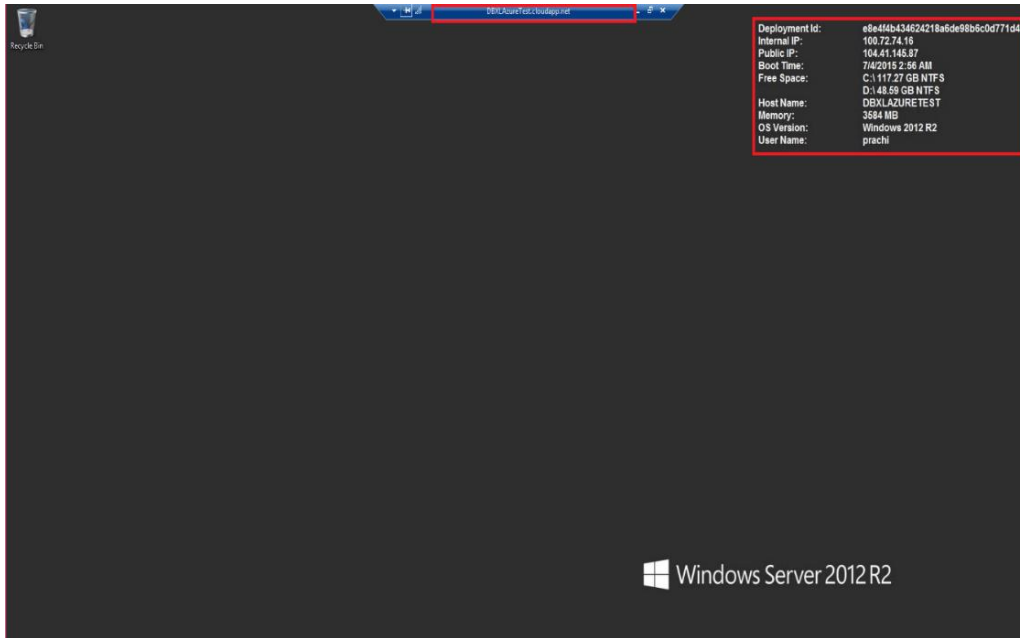 DBXLAzureTest.cloudapp.net
Recycle Bin
Deployment Id: e8e4f4b434624218a6de98b6c0d771d4
Internal IP: 100.72.74.16
Public IP: 104.41.145.87
Boot Time: 7/4/2015 2:56 AM
Free Space: C:\ 117.27 GB NTFS
D:\ 48.59 GB NTFS
Host Name: DBXLAZURETEST
Memory: 3584 MB
OS Version: Windows 2012 R2
User Name: prachi
Windows Server 2012 R2